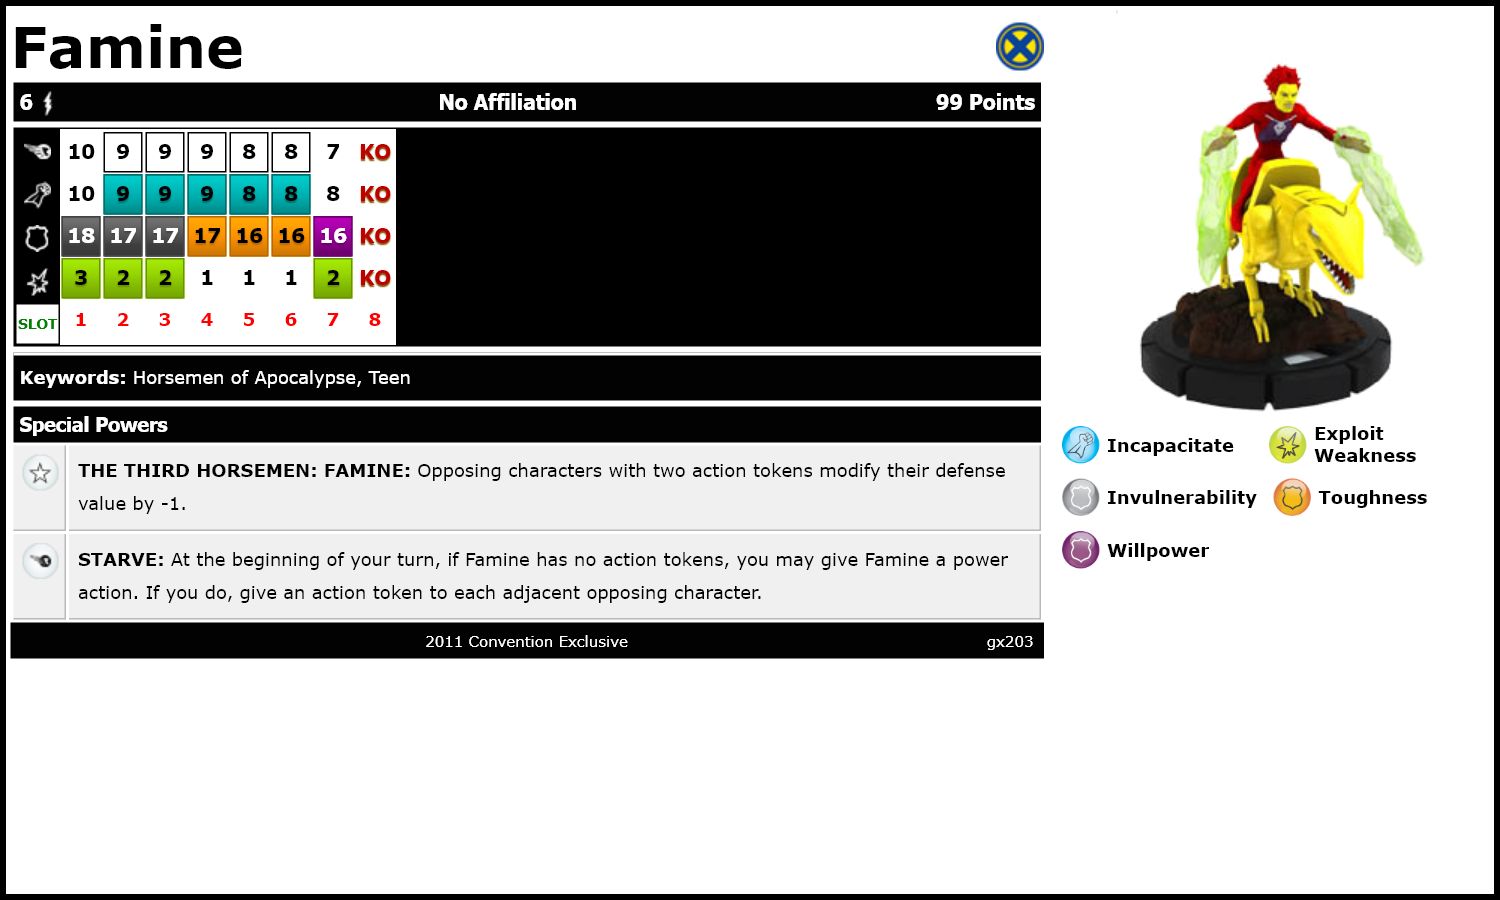 Famine
6 No Affiliation 99 Points
10 9 9 9 8 8 7 KO
10 9 9 9 8 8 8 KO
18 17 17 17 16 16 16 KO
3 2 2 1 1 1 2 KO
SLOT 1 2 3 4 5 6 7 8
Keywords: Horsemen of Apocalypse, Teen
Special Powers
THE THIRD HORSEMEN: FAMINE: Opposing characters with two action tokens modify their defense
value by -1.
STARVE: At the beginning of your turn, if Famine has no action tokens, you may give Famine a power
action. If you do, give an action token to each adjacent opposing character.
2011 Convention Exclusive gx203
Incapacitate
Exploit
Weakness
Invulnerability
Toughness
Willpower